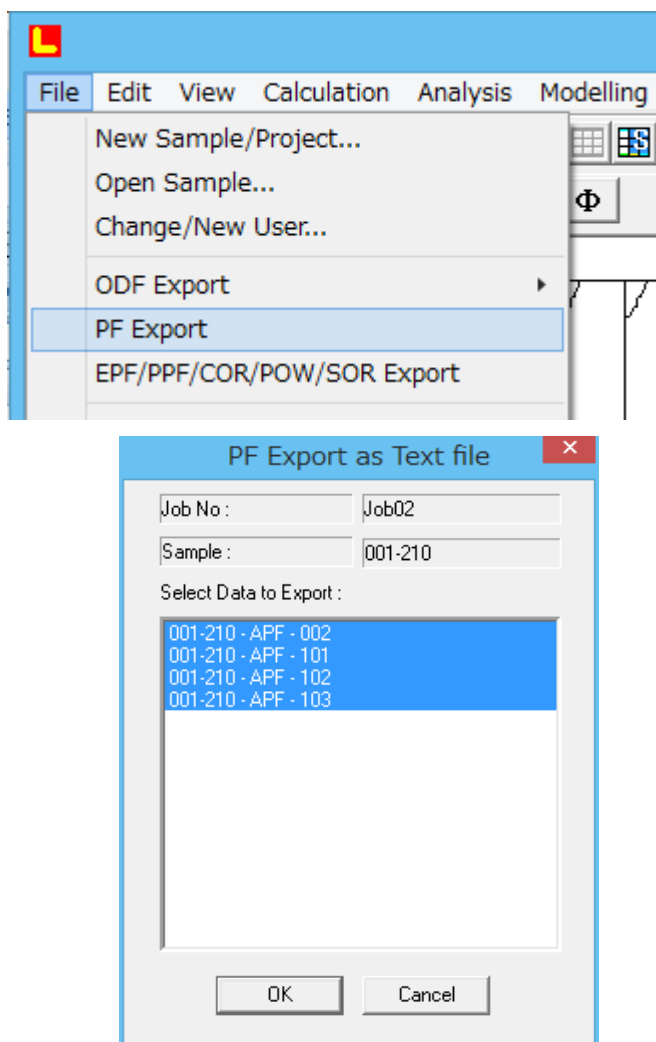 L
File Edit View Calculation Analysis Modelling
New Sample/Project...
Open Sample...
Change/New User...
Φ
ODF Export
PF Export
EPF/PPF/COR/POW/SOR Export
PF Export as Text file
Job No : Job02
Sample : 001-210
Select Data to Export :
001-210 - APF - 002
001-210 - APF - 101
001-210 - APF - 102
001-210 - APF - 103
OK Cancel